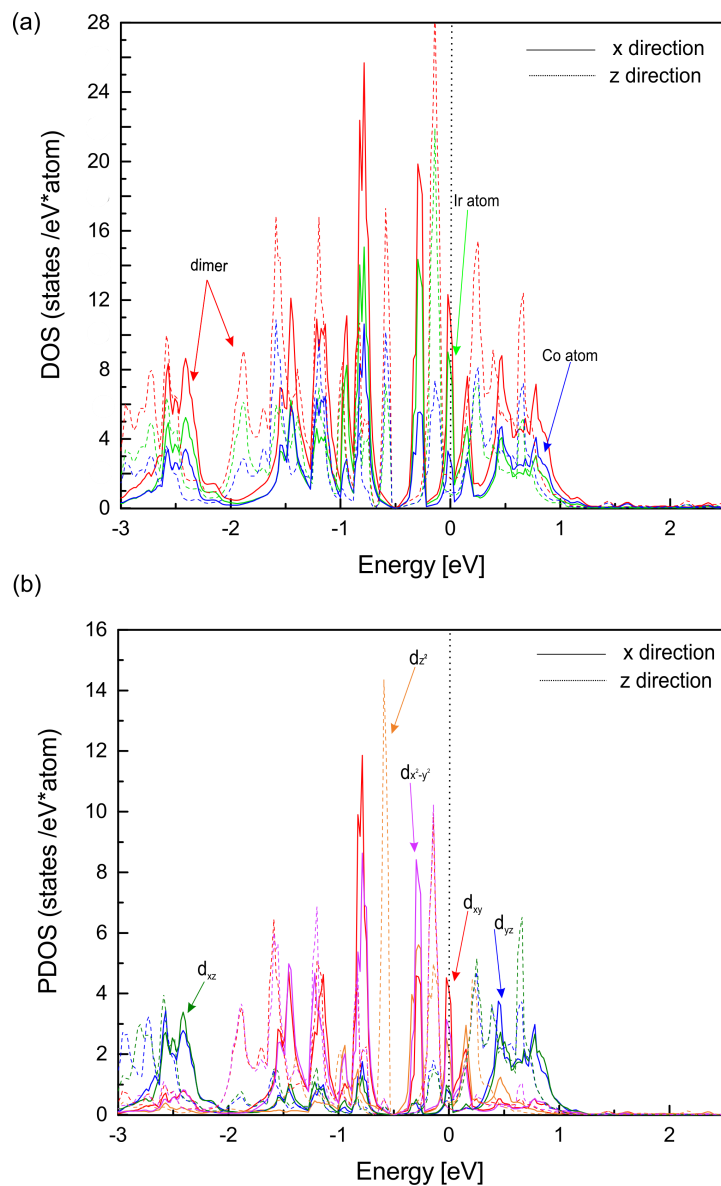 (a)
28
24
20
16
12
8
4
0
DOS (states /eV*atom)
x direction
z direction
Ir atom
dimer
Co atom
-3 -2 -1 0 1 2
Energy [eV]
(b)
16
14
12
10
8
6
4
2
0
PDOS (states /eV*atom)
x direction
z direction
dz²
dx²-y²
dxy
dyz
dxz
-3 -2 -1 0 1 2
Energy [eV]